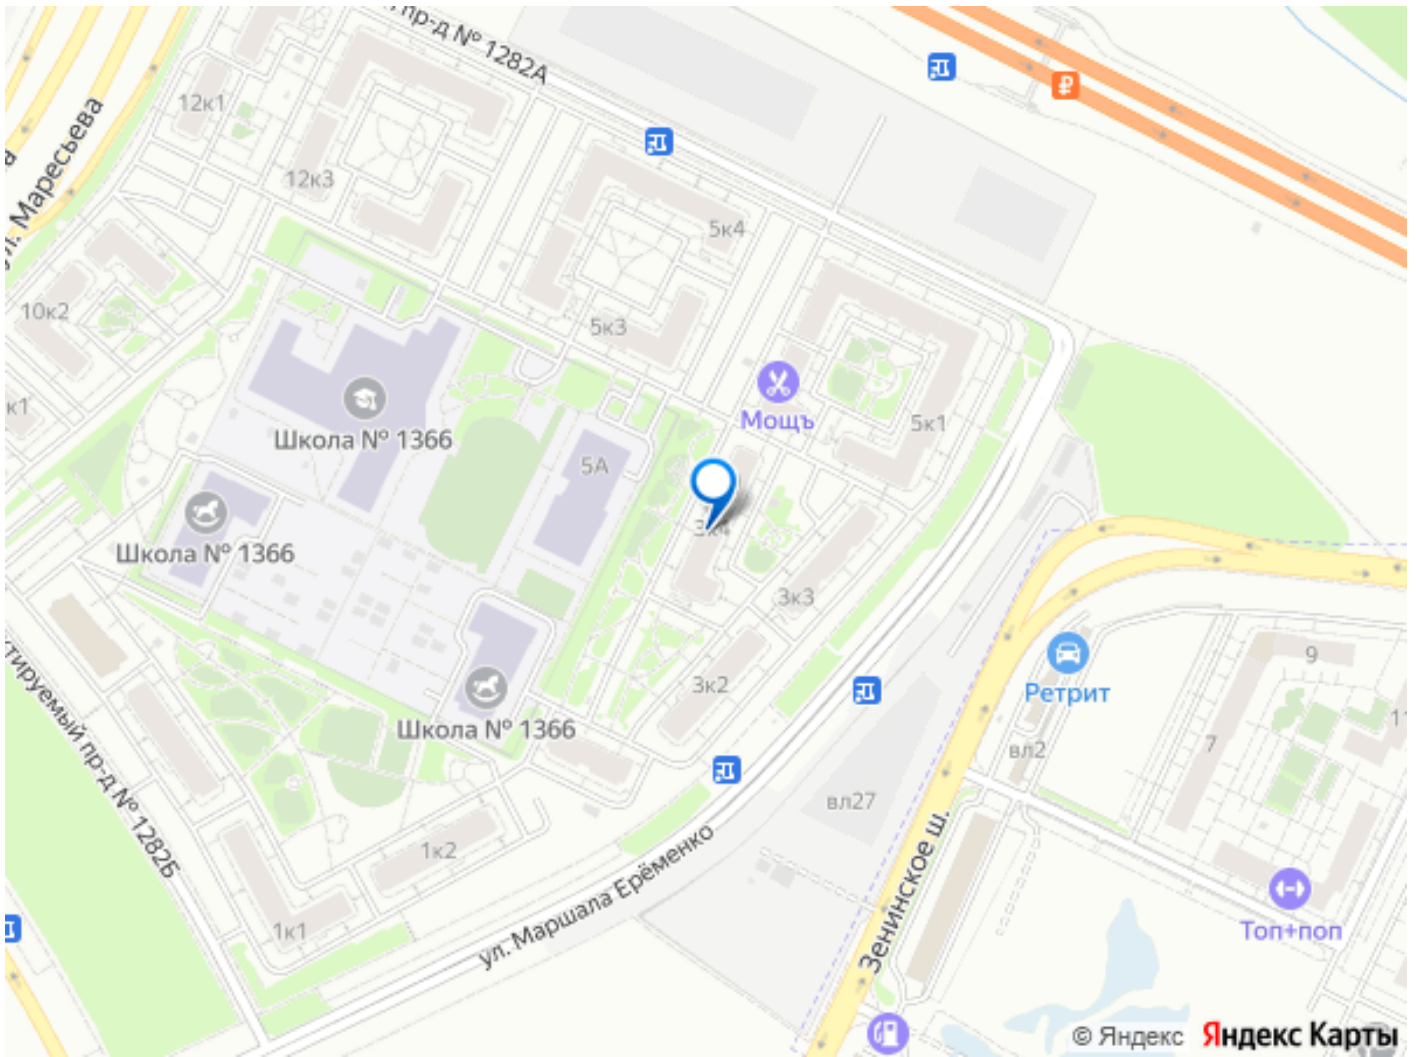 пр-д № 1282А
12к1
ул. Маресьева
12к3
5к4
10к2
5к3
Мощъ
5к1
к1
Школа № 1366
5А
3к4
Школа № 1366
3к3
9
Ретрит
3к2
Школа № 1366
7
вл2
вл27
1к2
ул. Маршала Ерёменко
Зенинское ш.
пр-д № 1282Б
1к1
Топ+поп
© Яндекс Яндекс Карты